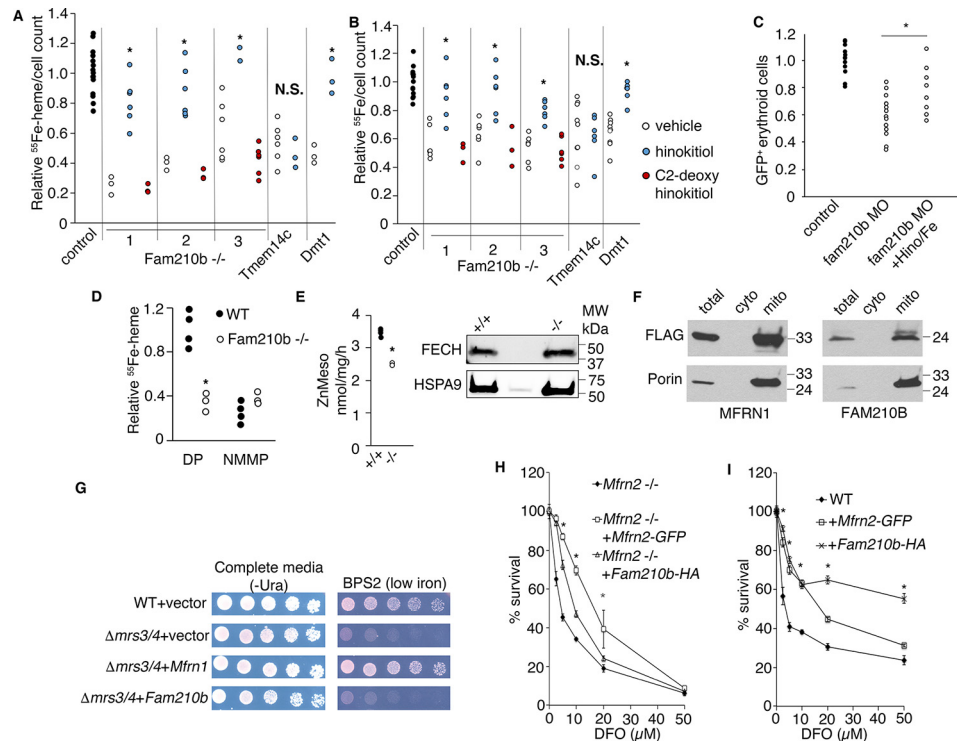 A
Relative 55Fe-heme/cell count
1.4
1.2
1.0
0.8
0.6
0.4
0.2
0
*
*
*
N.S.
*
control
1
2
3
Fam210b -/-
Tmem14c
Dmt1
B
Relative 55Fe/cell count
1.4
1.2
1.0
0.8
0.6
0.4
0.2
0.0
*
*
*
N.S.
*
control
1
2
3
Fam210b -/-
Tmem14c
Dmt1
vehicle
hinokitiol
C2-deoxy
hinokitiol
C
GFP+ erythroid cells
1.2
1
0.8
0.6
0.4
0.2
0
*
control
fam210b MO
fam210b MO
+Hino/Fe
D
Relative 55Fe-heme
1.2
0.8
0.4
0
WT
Fam210b -/-
*
DP
NMMP
E
ZnMeso
nmol/mg/h
4
3
2
1
0
*
+/+
-/-
+/+
-/-
MW
kDa
FECH
50
37
HSPA9
75
50
F
total
cyto
mito
total
cyto
mito
FLAG
33
24
Porin
33
24
33
24
MFRN1
FAM210B
G
Complete media
(-Ura)
BPS2 (low iron)
WT+vector
Δmrs3/4+vector
Δmrs3/4+Mfrn1
Δmrs3/4+Fam210b
H
% survival
120
100
80
60
40
20
0
0
10
20
50
DFO (µM)
*
*
*
Mfrn2 -/-
Mfrn2 -/-
+Mfrn2-GFP
Mfrn2 -/-
+Fam210b-HA
I
% survival
120
100
80
60
40
20
0
0
10
20
50
DFO (µM)
*
*
*
*
*
WT
+Mfrn2-GFP
+Fam210b-HA